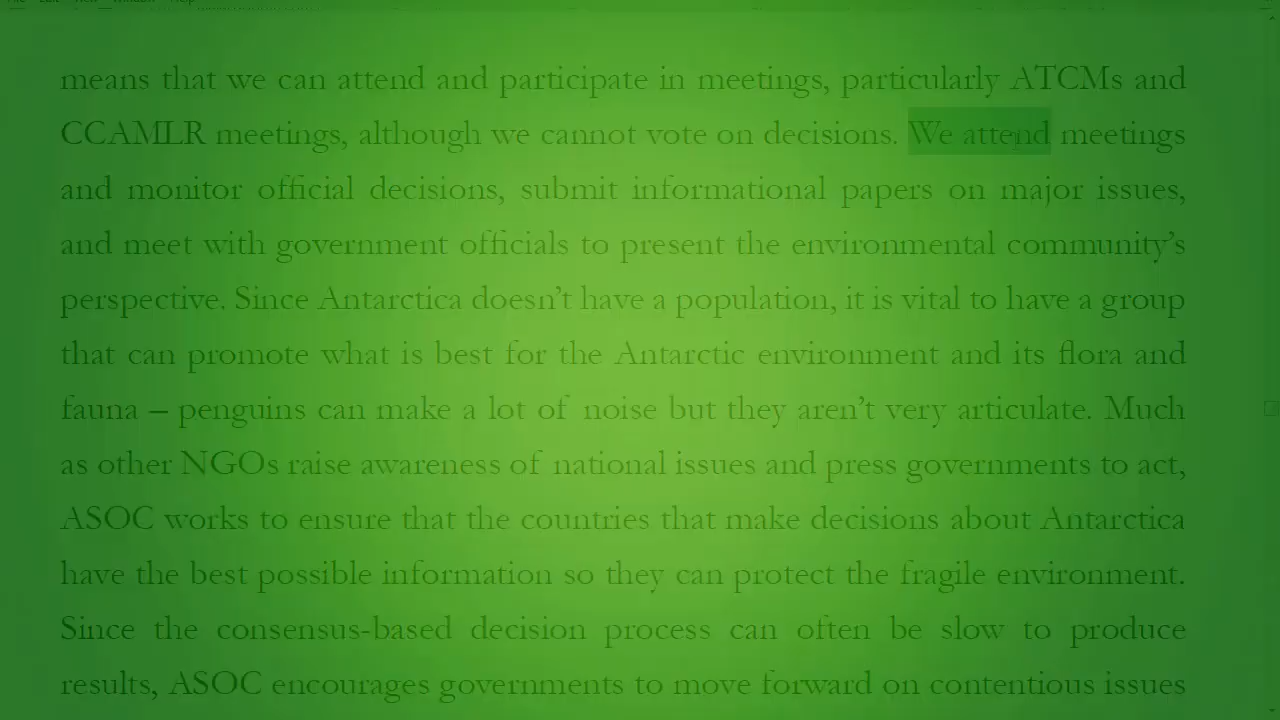 means that we can attend and participate in meetings, particularly ATCMs and
CCAMLR meetings, although we cannot vote on decisions. We attend meetings
and monitor official decisions, submit informational papers on major issues,
and meet with government officials to present the environmental community's
perspective. Since Antarctica doesn't have a population, it is vital to have a group
that can promote what is best for the Antarctic environment and its flora and
fauna – penguins can make a lot of noise but they aren't very articulate. Much
as other NGOs raise awareness of national issues and press governments to act,
ASOC works to ensure that the countries that make decisions about Antarctica
have the best possible information so they can protect the fragile environment.
Since the consensus-based decision process can often be slow to produce
results, ASOC encourages governments to move forward on contentious issues